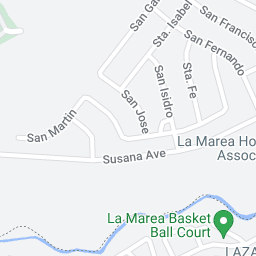 San Ga
Sta. Isabel
San Francisc
San Fernando
Sta. Fe
San Isidro
San Jose
San Martin
La Marea Ho
Assoc
Susana Ave
La Marea Basket
Ball Court
LAZA